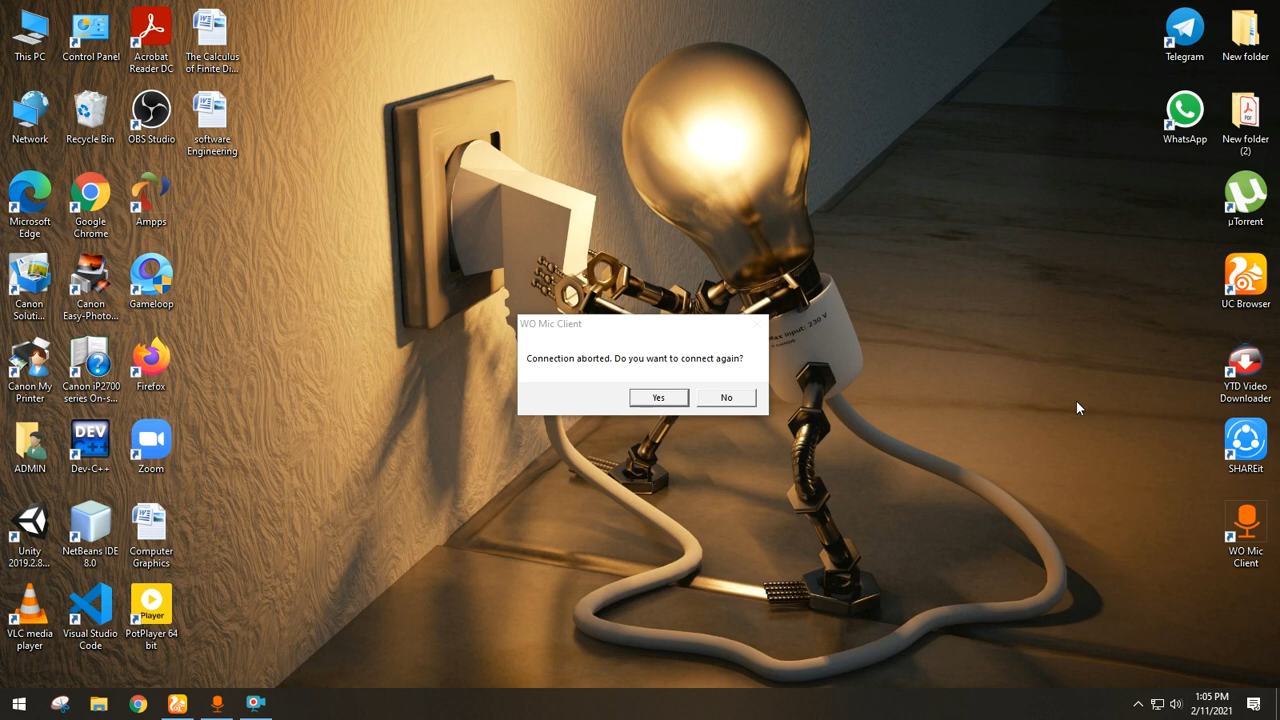 This PC
Control Panel
Acrobat
Reader DC
The Calculus
of Finite Di...
Telegram
New folder
Network
Recycle Bin
OBS Studio
software
Engineering
WhatsApp
New folder
(2)
Microsoft
Edge
Google
Chrome
Ampps
µTorrent
Canon
Soluti...
Canon
Easy-Photo...
Gameloop
UC Browser
WO Mic Client
Connection aborted. Do you want to connect again?
Yes
No
Max input: 230 V
Canon My
Printer
Canon iP2700
series On-s...
Firefox
YTD Video
Downloader
ADMIN
DEV
C++
Dev-C++
Zoom
SHAREit
Unity
2019.2.8...
NetBeans IDE
8.0
Computer
Graphics
WO Mic
Client
VLC media
player
Visual Studio
Code
Player
PotPlayer 64
bit
1:05 PM
2/11/2021